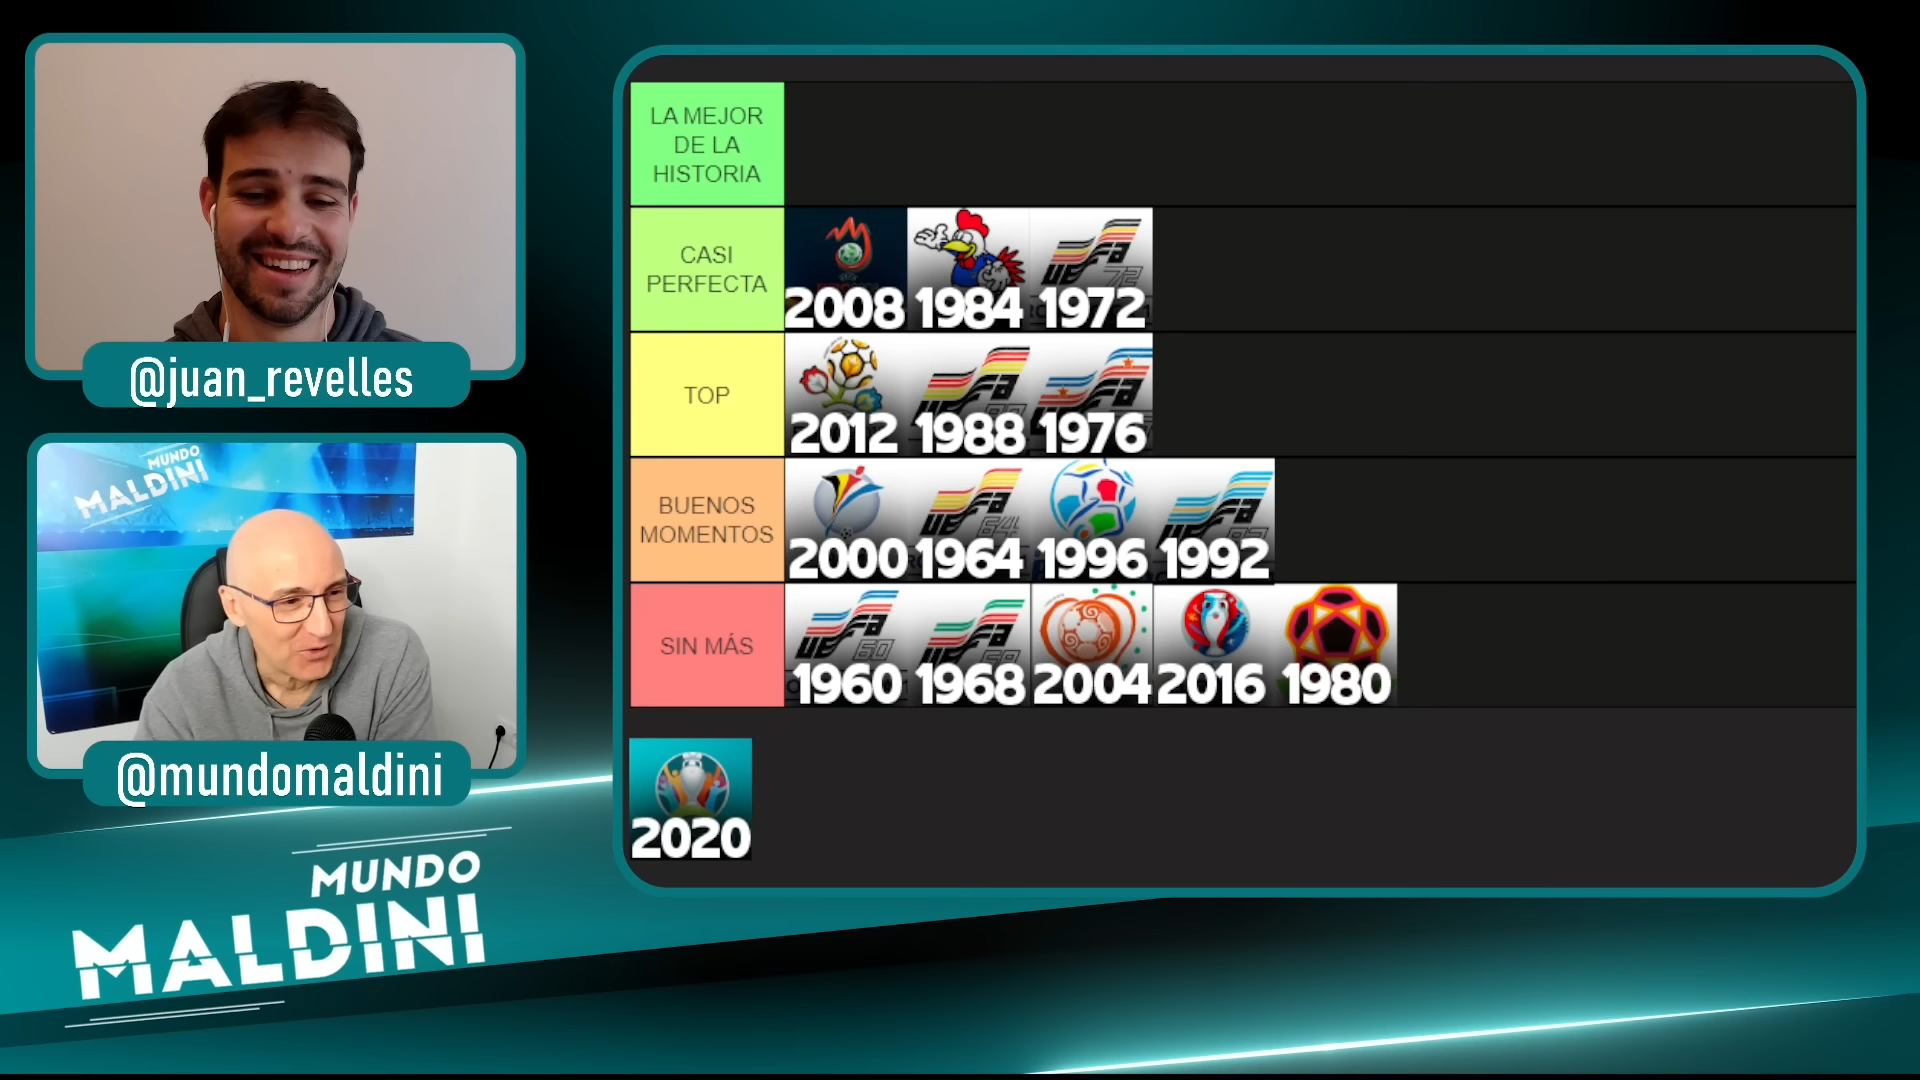 @juan_revelles
MUNDO
MALDINI
@mundomaldini
MUNDO
MALDINI
LA MEJOR
DE LA
HISTORIA
CASI
PERFECTA
2008 1984 1972
TOP
2012 1988 1976
BUENOS
MOMENTOS
2000 1964 1996 1992
SIN MÁS
1960 1968 2004 2016 1980
2020